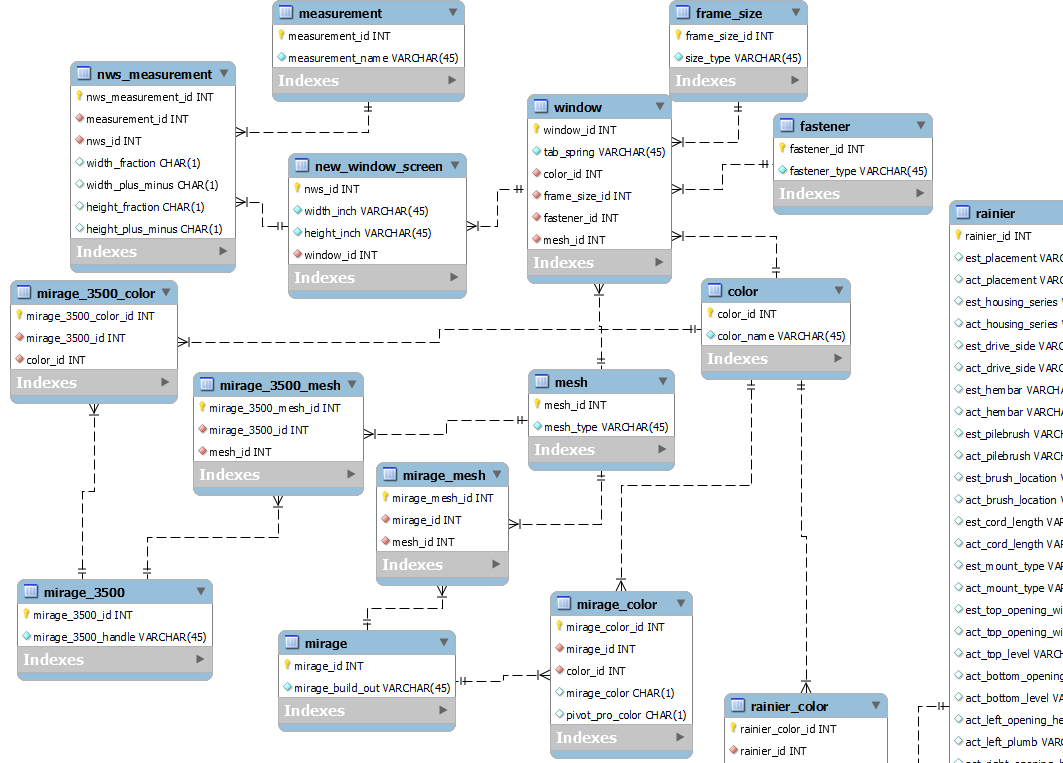 measurement
measurement_id INT
measurement_name VARCHAR(45)
Indexes
frame_size
frame_size_id INT
size_type VARCHAR(45)
Indexes
nws_measurement
nws_measurement_id INT
measurement_id INT
nws_id INT
width_fraction CHAR(1)
width_plus_minus CHAR(1)
height_fraction CHAR(1)
height_plus_minus CHAR(1)
Indexes
window
window_id INT
tab_spring VARCHAR(45)
color_id INT
frame_size_id INT
fastener_id INT
mesh_id INT
Indexes
fastener
fastener_id INT
fastener_type VARCHAR(45)
Indexes
new_window_screen
nws_id INT
width_inch VARCHAR(45)
height_inch VARCHAR(45)
window_id INT
Indexes
rainier
rainier_id INT
est_placement VARC
act_placement VARC
est_housing_series
act_housing_series
est_drive_side VARC
act_drive_side VARC
est_hembar VARCHA
act_hembar VARCHA
est_pilebrush VARCH
act_pilebrush VARCH
est_brush_location
act_brush_location
est_cord_length VAR
act_cord_length VAR
est_mount_type VAR
act_mount_type VAR
est_top_opening_wi
act_top_opening_wi
act_top_level VARCH
act_bottom_opening
act_bottom_level VA
act_left_opening_he
act_left_plumb VAR
mirage_3500_color
mirage_3500_color_id INT
mirage_3500_id INT
color_id INT
Indexes
color
color_id INT
color_name VARCHAR(45)
Indexes
mirage_3500_mesh
mirage_3500_mesh_id INT
mirage_3500_id INT
mesh_id INT
Indexes
mesh
mesh_id INT
mesh_type VARCHAR(45)
Indexes
mirage_mesh
mirage_mesh_id INT
mirage_id INT
mesh_id INT
Indexes
mirage_3500
mirage_3500_id INT
mirage_3500_handle VARCHAR(45)
Indexes
mirage
mirage_id INT
mirage_build_out VARCHAR(45)
Indexes
mirage_color
mirage_color_id INT
mirage_id INT
color_id INT
mirage_color CHAR(1)
pivot_pro_color CHAR(1)
Indexes
rainier_color
rainier_color_id INT
rainier_id INT